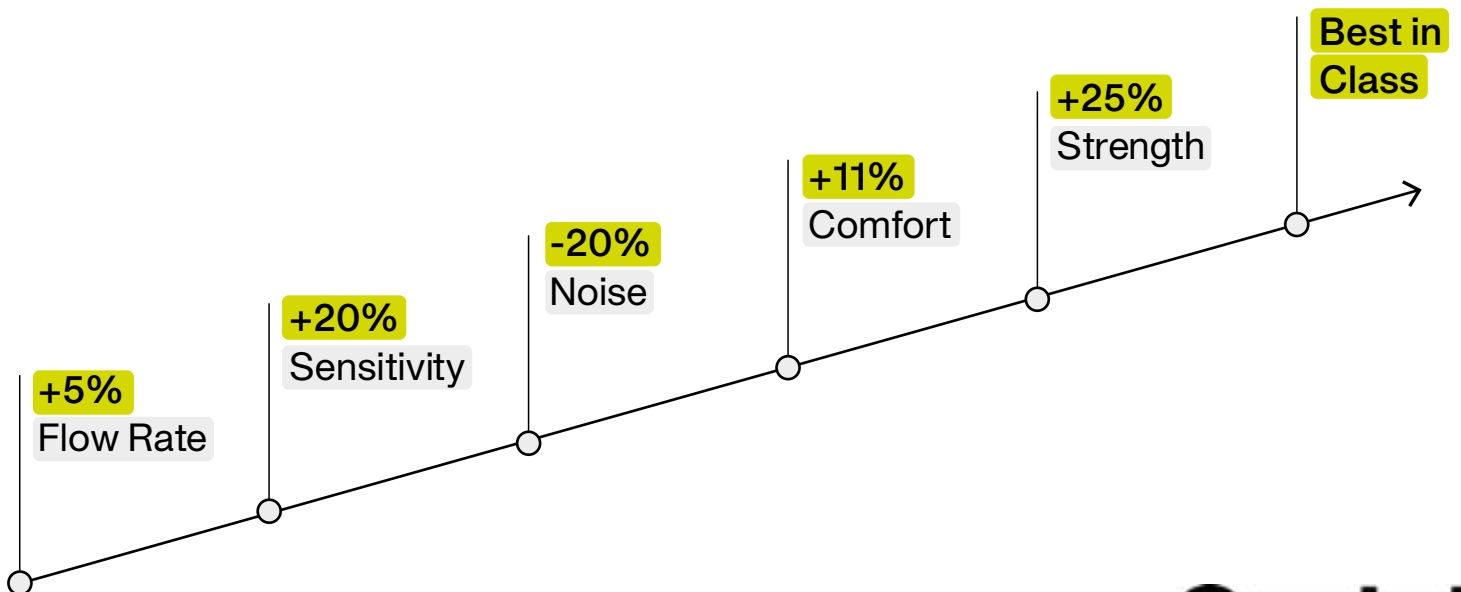 +5%
Flow Rate
+20%
Sensitivity
-20%
Noise
+11%
Comfort
+25%
Strength
Best in
Class